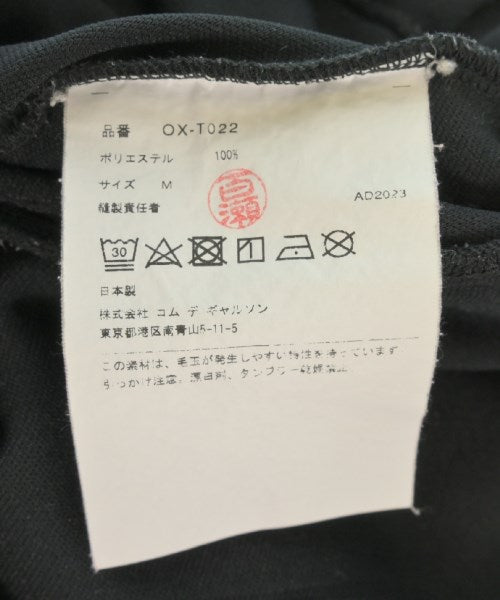 品番 OX-T022
ポリエステル 100%
サイズ M
百瀬
縫製責任者 AD2023
30
日本製
株式会社 コム デ ギャルソン
東京都港区南青山5-11-5
この素材は、毛玉が発生しやすい特性を持っています
引っかけ注意。漂白剤、タンブラー乾燥禁止